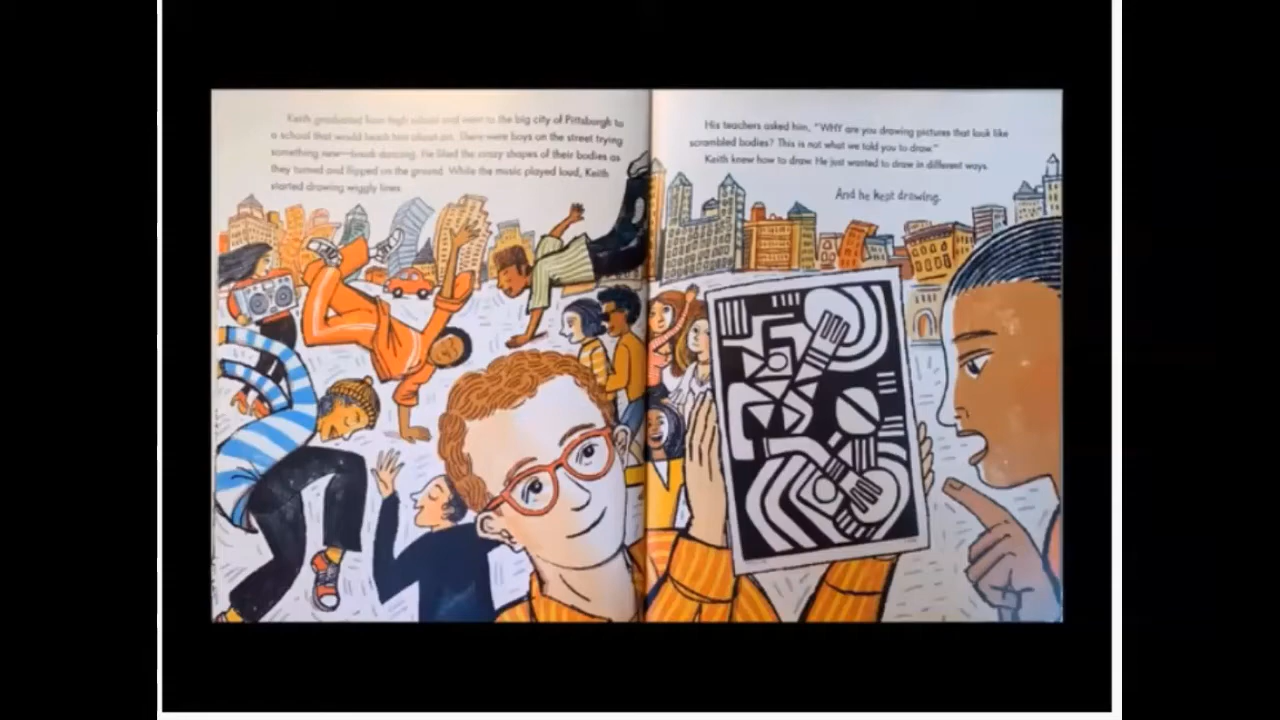 Keith graduated from high school and went to the big city of Pittsburgh to
a school that would teach him about art. There were boys on the street trying
something new—break dancing. He liked the crazy shapes of their bodies as
they turned and flipped on the ground. While the music played loud, Keith
started drawing wiggly lines.
His teachers asked him, "WHY are you drawing pictures that look like
scrambled bodies? This is not what we told you to draw."
Keith knew how to draw. He just wanted to draw in different ways.
And he kept drawing.